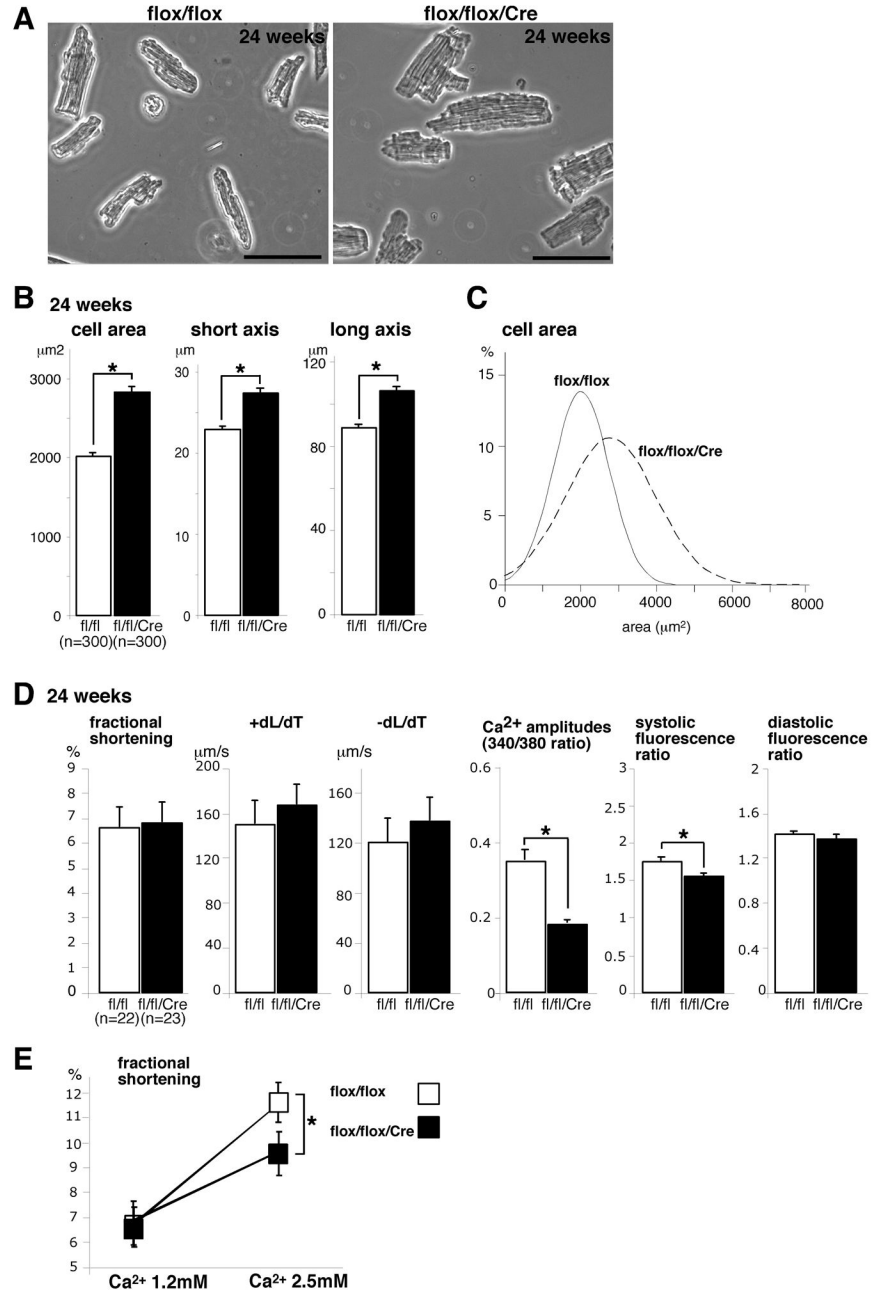 A
flox/flox
24 weeks
flox/flox/Cre
24 weeks
B
24 weeks
cell area
μm2
3000
2000
1000
0
*
fl/fl
fl/fl/Cre
(n=300)(n=300)
short axis
μm
30
20
10
0
*
fl/fl
fl/fl/Cre
long axis
μm
120
80
40
0
*
fl/fl
fl/fl/Cre
C
cell area
%
15
10
5
0
flox/flox
flox/flox/Cre
0
2000
4000
6000
8000
area (μm²)
D
24 weeks
fractional
shortening
%
9
8
7
6
5
4
3
2
1
0
fl/fl
fl/fl/Cre
(n=22)(n=23)
+dL/dT
μm/s
200
160
120
80
40
0
fl/fl
fl/fl/Cre
-dL/dT
μm/s
160
120
80
40
0
fl/fl
fl/fl/Cre
Ca²⁺ amplitudes
(340/380 ratio)
0.6
0.4
0.2
0
*
fl/fl
fl/fl/Cre
systolic
fluorescence
ratio
3
2.5
2
1.5
1
0.5
0
*
fl/fl
fl/fl/Cre
diastolic
fluorescence
ratio
2
1.6
1.2
0.8
0.4
0
fl/fl
fl/fl/Cre
E
fractional
shortening
%
12
11
10
9
8
7
6
5
*
flox/flox
flox/flox/Cre
Ca²⁺ 1.2mM
Ca²⁺ 2.5mM